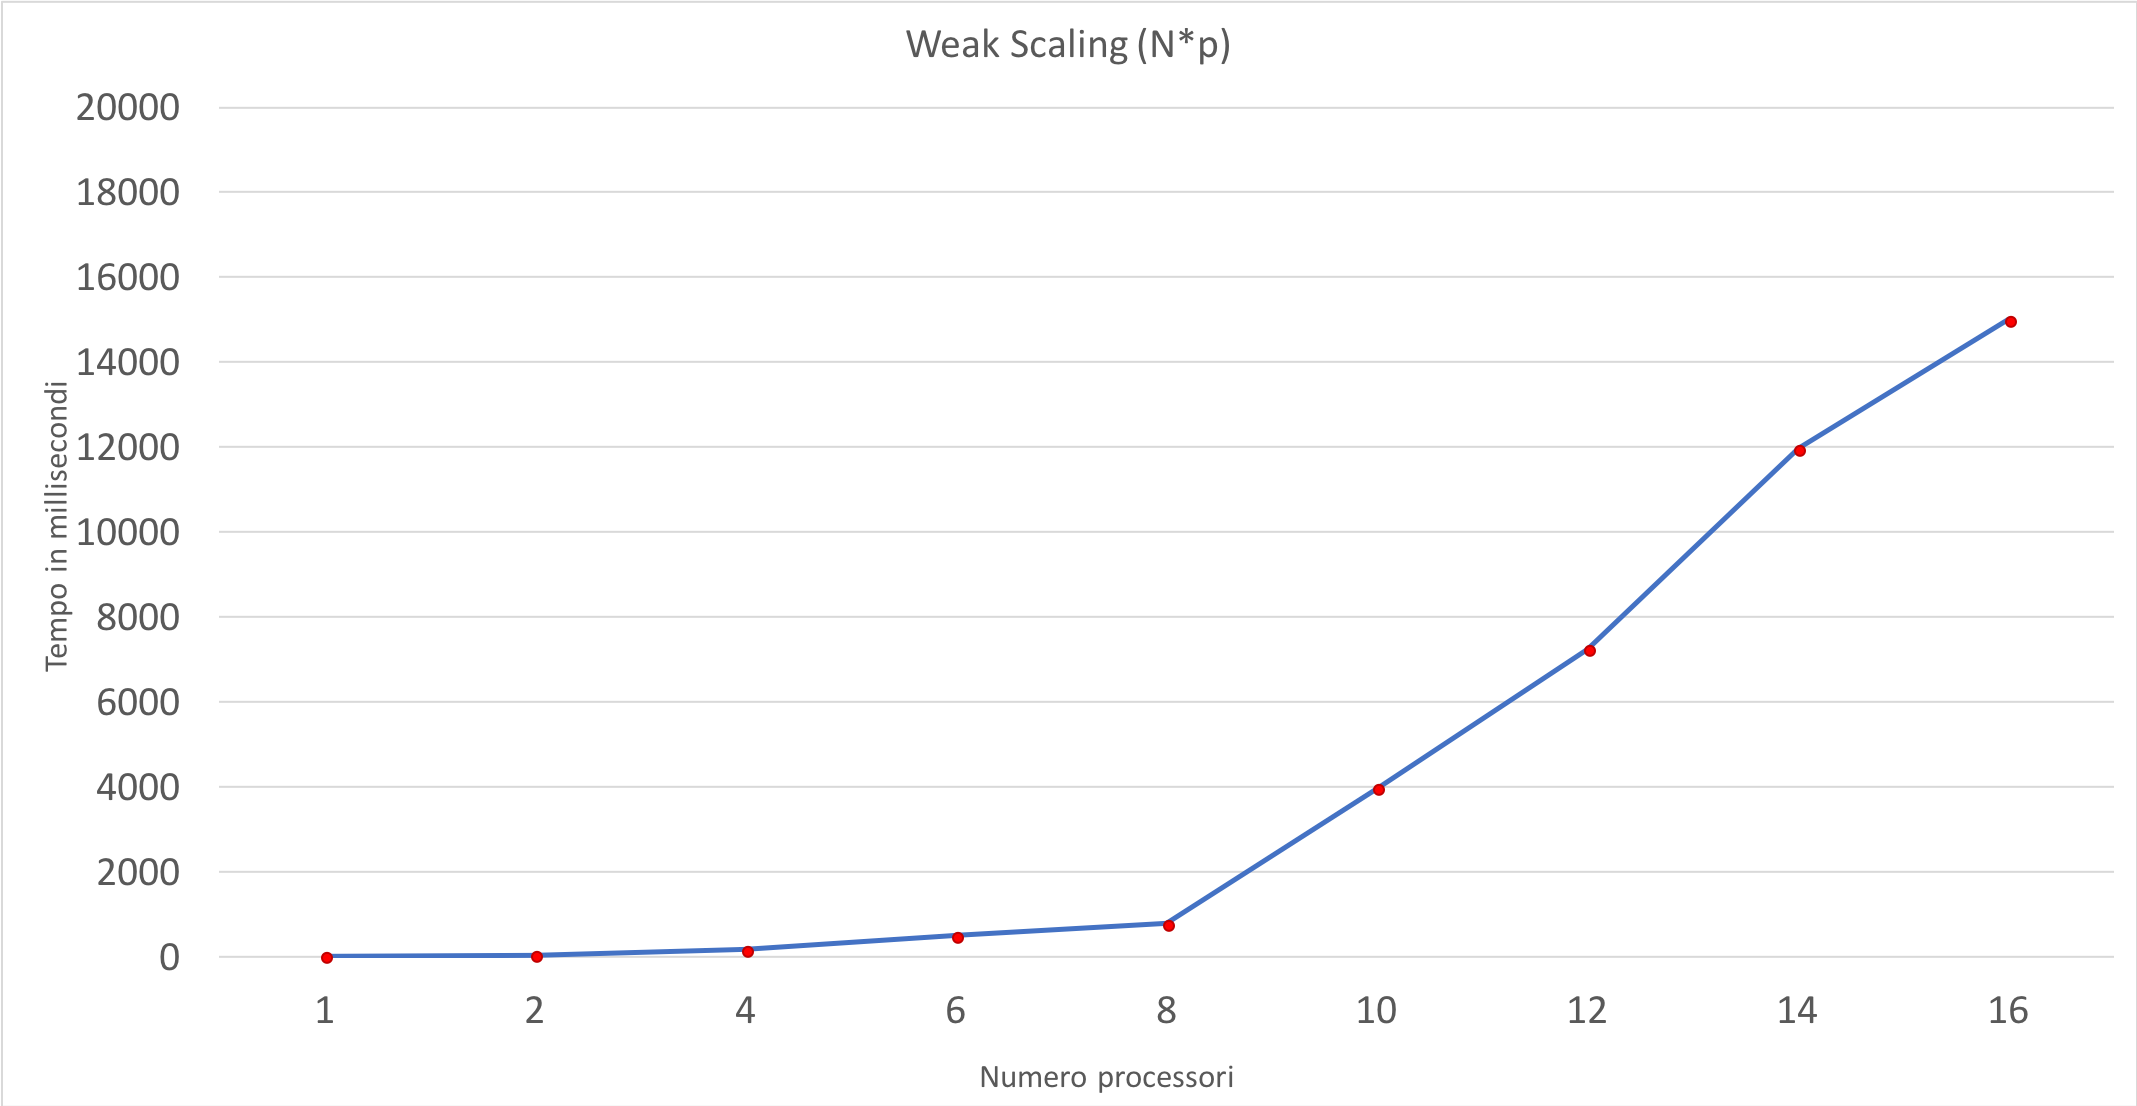 Weak Scaling (N*p)
20000
18000
16000
14000
12000
10000
8000
6000
4000
2000
0
Tempo in millisecondi
1 2 4 6 8 10 12 14 16
Numero processori